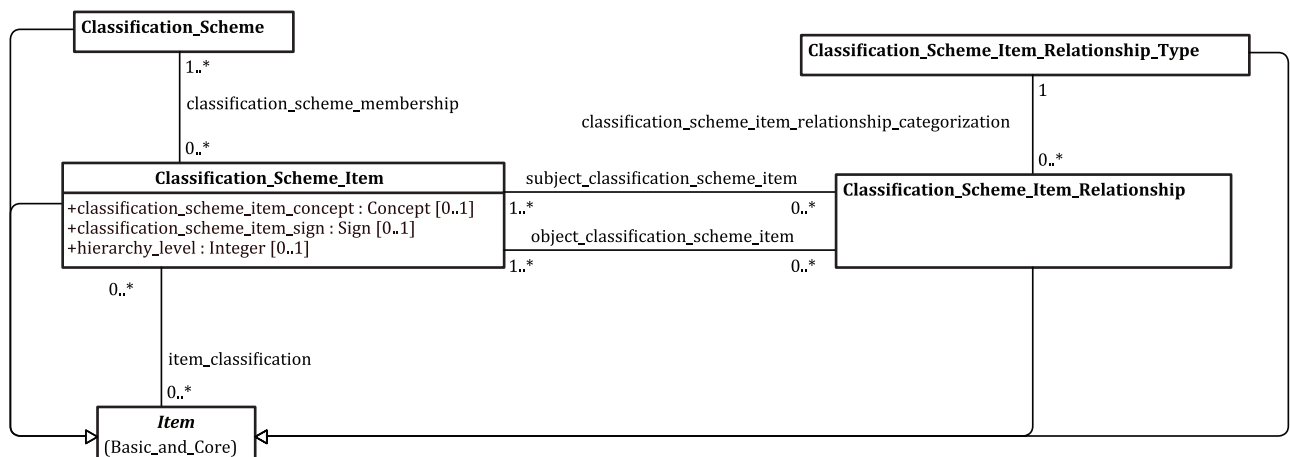 Classification_Scheme
1..*
classification_scheme_membership
0..*
Classification_Scheme_Item_Relationship_Type
1
classification_scheme_item_relationship_categorization
0..*
Classification_Scheme_Item
+classification_scheme_item_concept : Concept [0..1]
+classification_scheme_item_sign : Sign [0..1]
+hierarchy_level : Integer [0..1]
subject_classification_scheme_item
1..*
0..*
object_classification_scheme_item
1..*
0..*
Classification_Scheme_Item_Relationship
0..*
item_classification
0..*
Item
(Basic_and_Core)